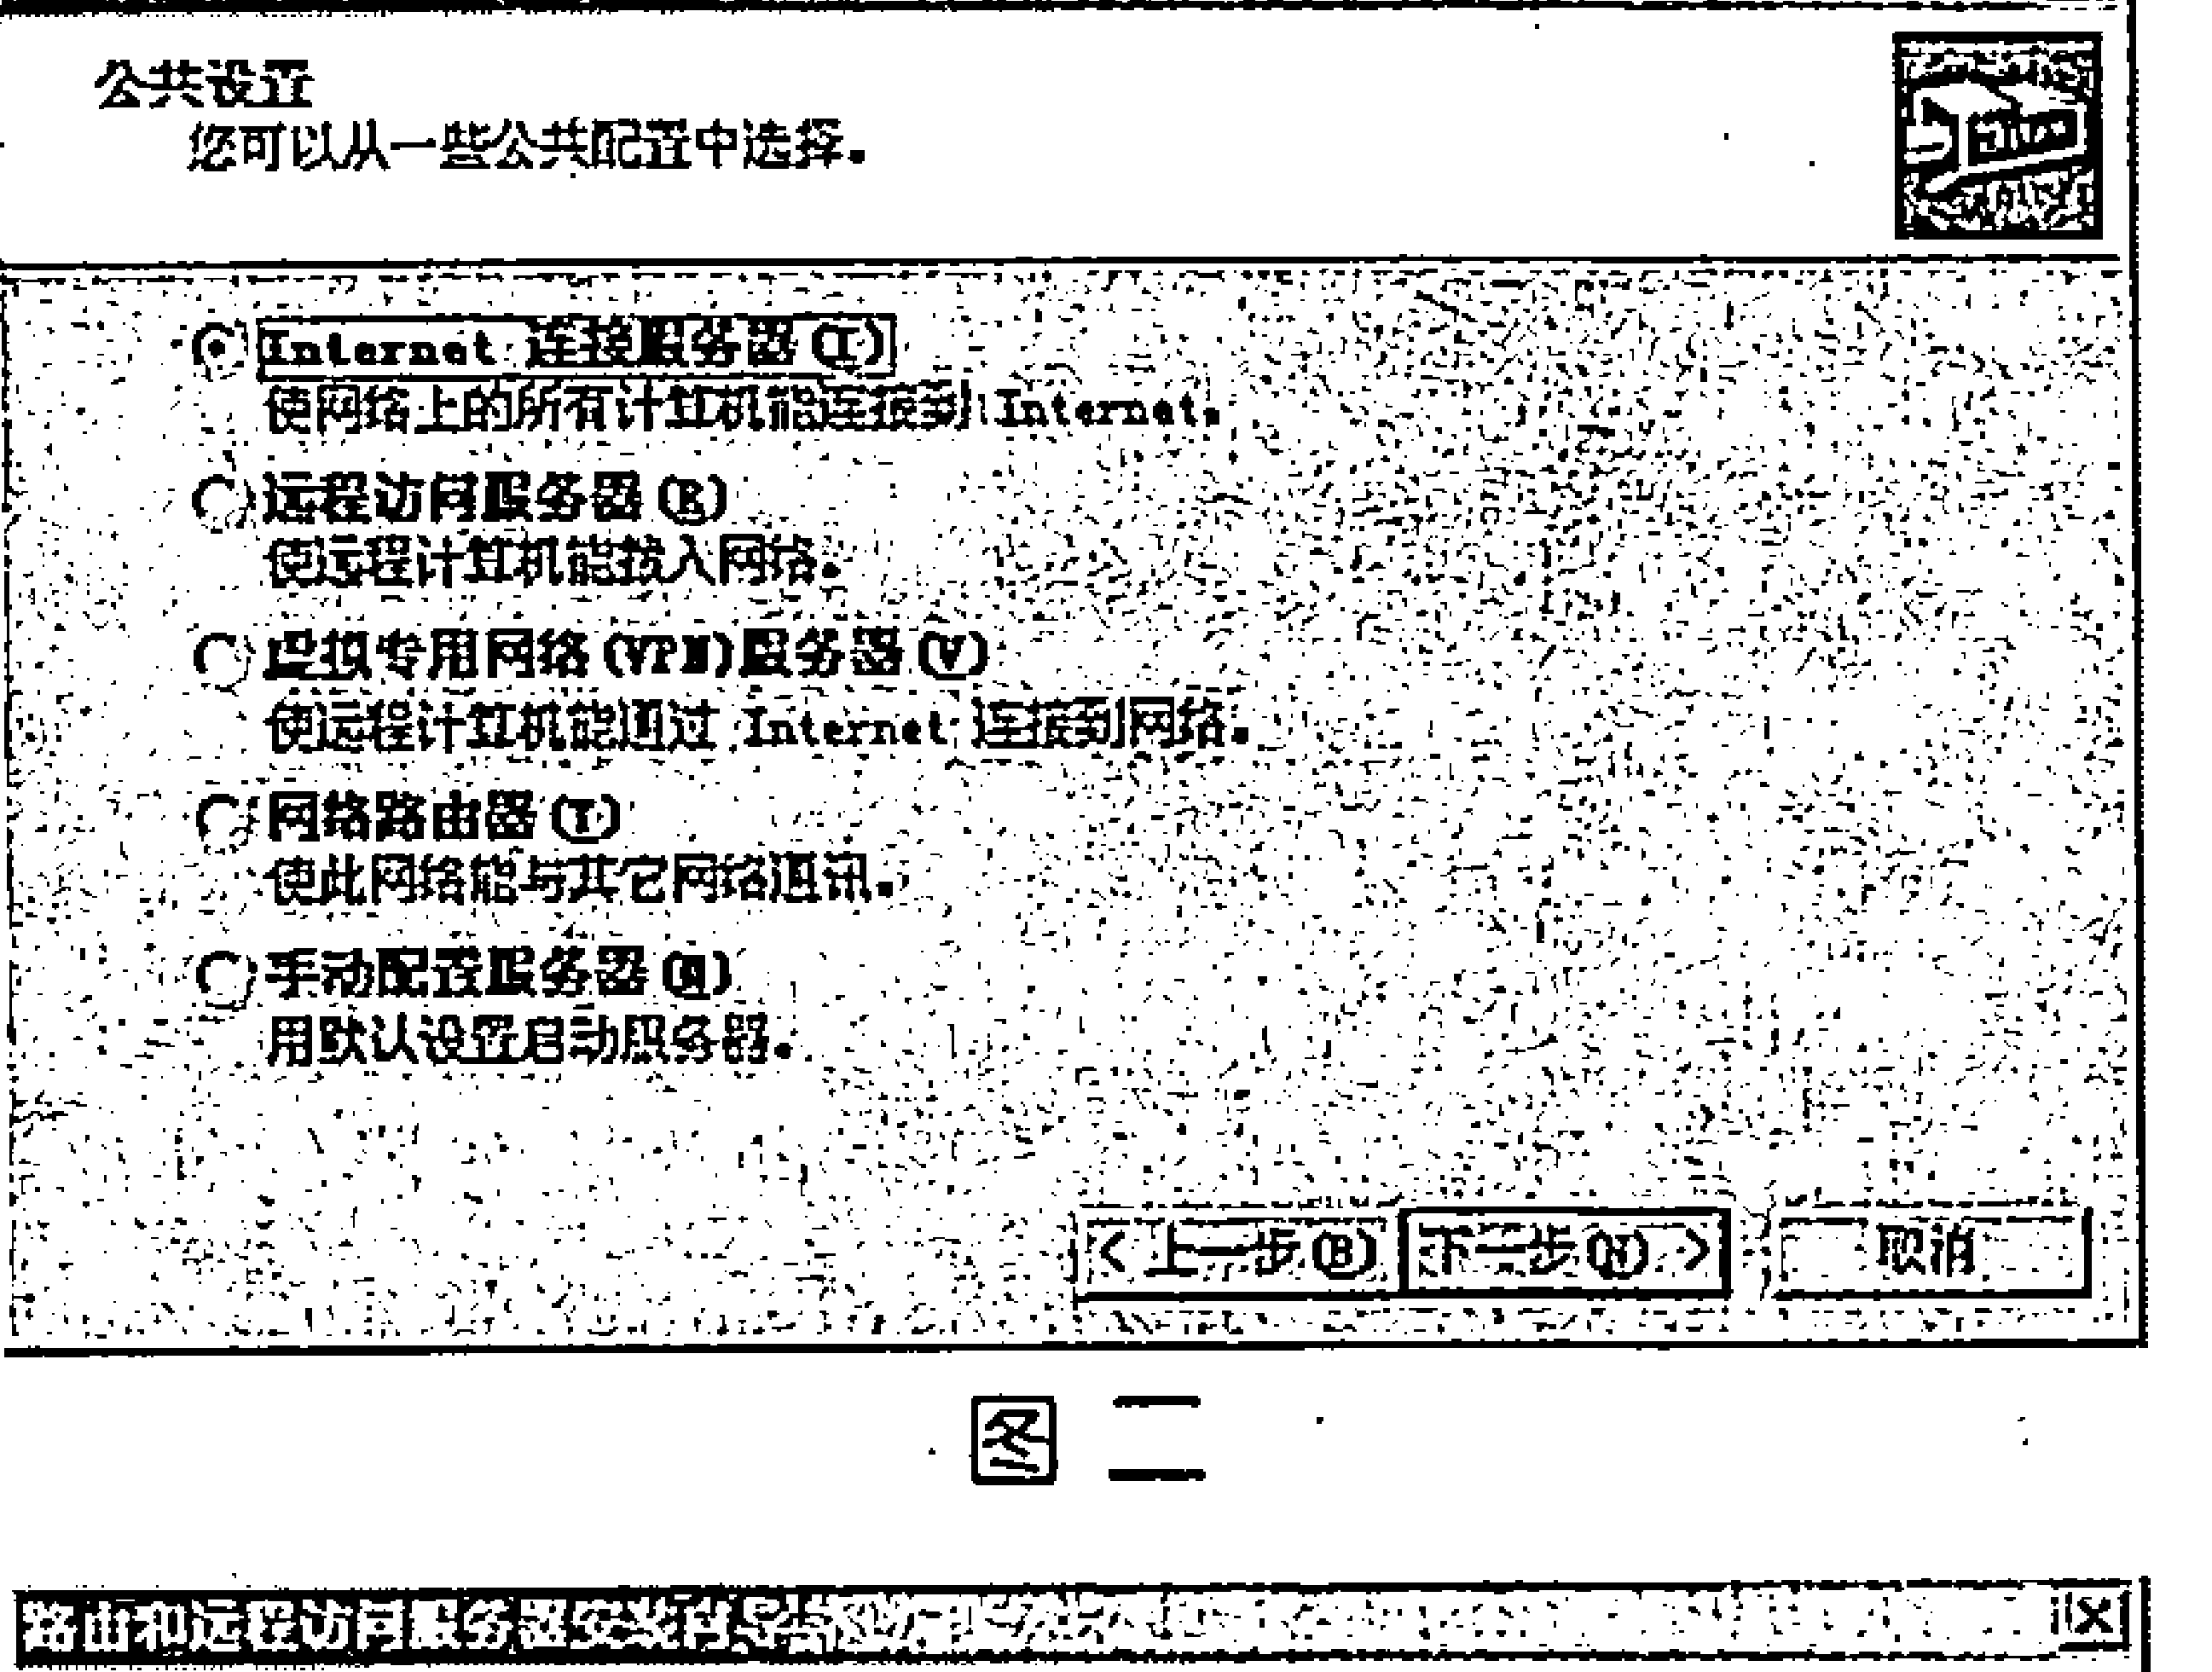 公共设置
您可以从一些公共配置中选择。
Internet 连接服务器(I)
使网络上的所有计算机能连接到 Internet。
远程访问服务器(R)
使远程计算机能拨入网络。
虚拟专用网络(VPN)服务器(V)
使远程计算机能通过 Internet 连接到网络。
网络路由器(T)
使此网络能与其它网络通讯。
手动配置服务器(M)
用默认设置启动服务器。
< 上一步(B) 下一步(N) > 取消
图 二
路由和远程访问服务器安装向导